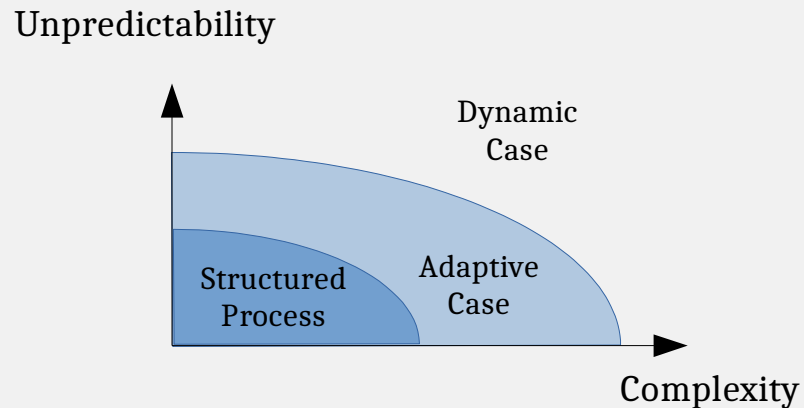 Unpredictability
Dynamic
Case
Structured
Process
Adaptive
Case
Complexity